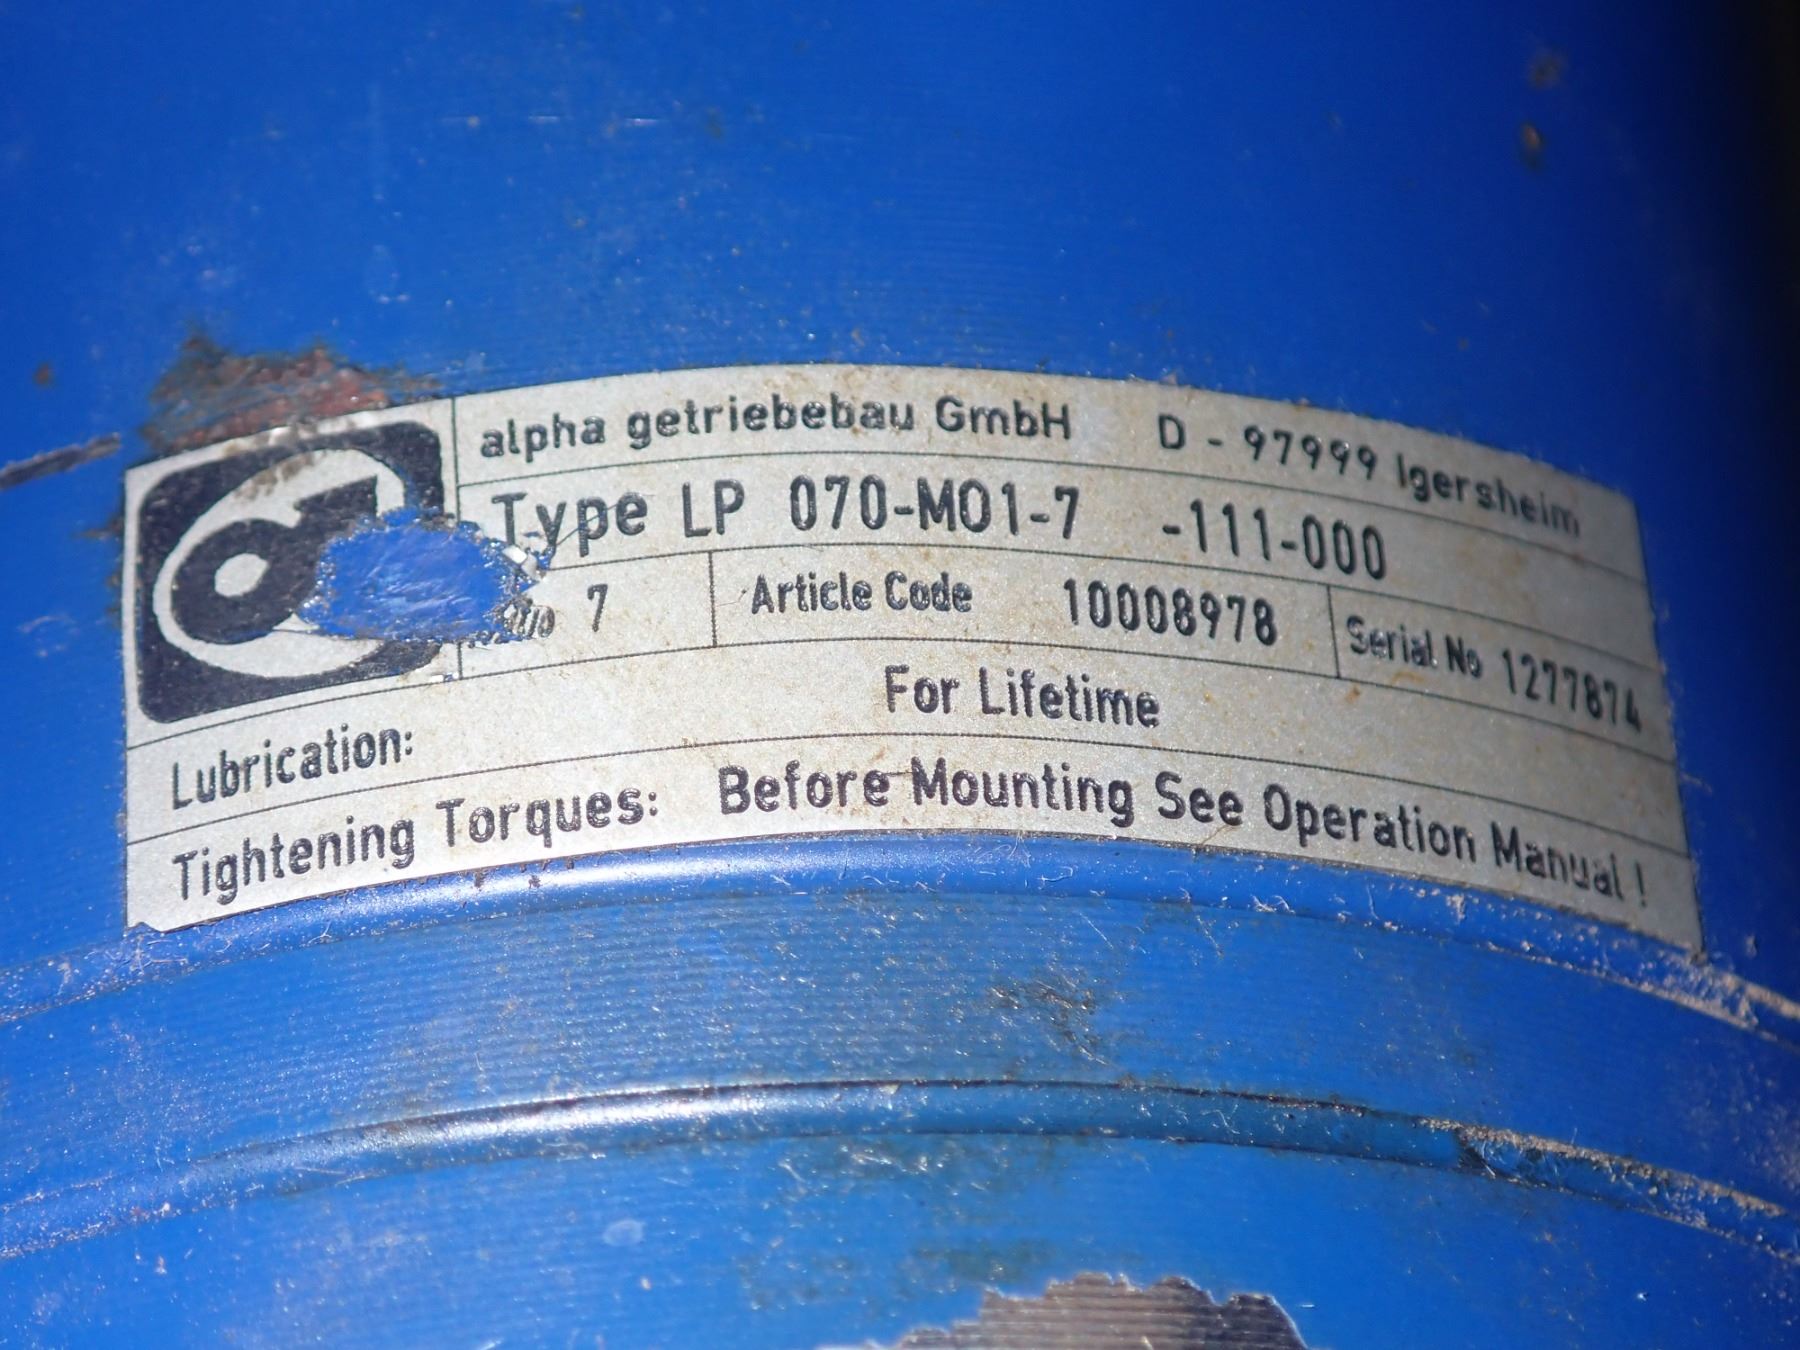 alpha getriebebau GmbH D - 97999 Igersheim
Type LP 070-MO1-7 -111-000
7 Article Code 10008978 Serial No 1277874
Lubrication: For Lifetime
Tightening Torques: Before Mounting See Operation Manual !